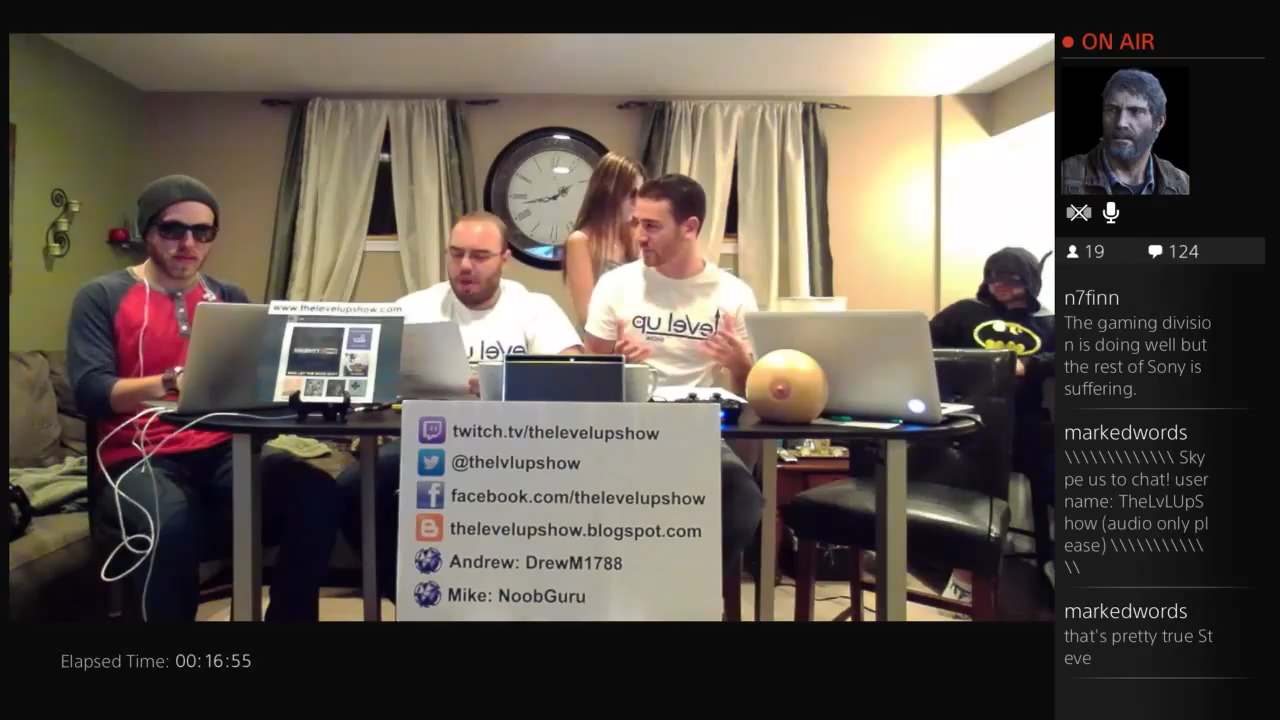 ON AIR
19 124
n7finn
The gaming divisio
n is doing well but
the rest of Sony is
suffering.
markedwords
\\\\\\\\\\\\\ Sky
pe us to chat! user
name: TheLvLUpS
how (audio only pl
ease) \\\\\\\\\\\
\\
markedwords
that's pretty true St
eve
www.thelevelupshow.com
level up
level up
twitch.tv/thelevelupshow
@thelvlupshow
facebook.com/thelevelupshow
thelevelupshow.blogspot.com
Andrew: DrewM1788
Mike: NoobGuru
Elapsed Time: 00:16:55